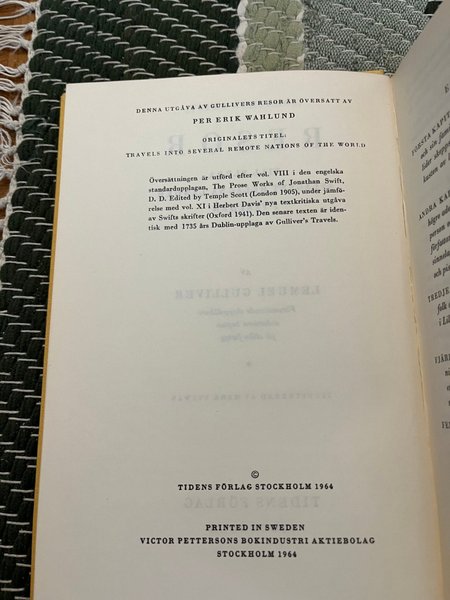 DENNA UTGÅVA AV GULLIVERS RESOR ÄR ÖVERSATT AV
PER ERIK WAHLUND
ORIGINALETS TITEL:
TRAVELS INTO SEVERAL REMOTE NATIONS OF THE WORLD
Översättningen är utförd efter vol. VIII i den engelska
standardupplagan, The Prose Works of Jonathan Swift,
D. D. Edited by Temple Scott (London 1905), under jämfö-
relse med vol. XI i Herbert Davis' nya textkritiska utgåva
av Swifts skrifter (Oxford 1941). Den senare texten är iden-
tisk med 1735 års Dublin-upplaga av Gulliver's Travels.
©
TIDENS FÖRLAG STOCKHOLM 1964
PRINTED IN SWEDEN
VICTOR PETTERSONS BOKINDUSTRI AKTIEBOLAG
STOCKHOLM 1964
FÖRSTA
ANDRA
TREDJE